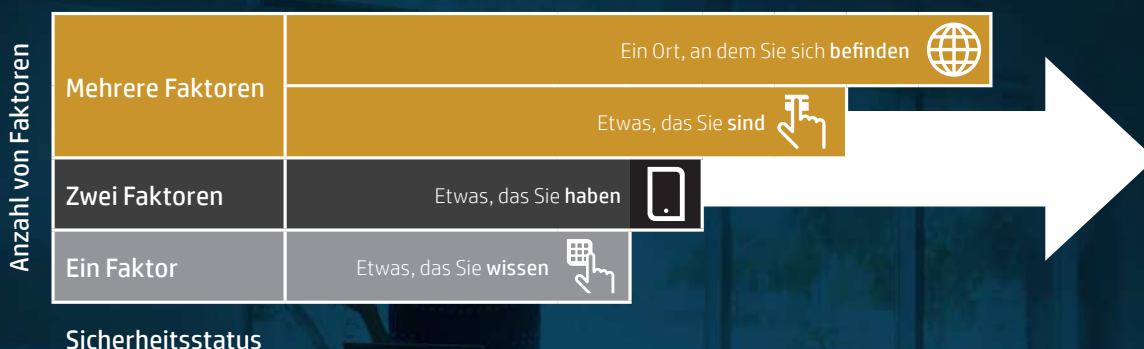 Anzahl von Faktoren
Mehrere Faktoren
Ein Ort, an dem Sie sich befinden
Etwas, das Sie sind
Zwei Faktoren
Etwas, das Sie haben
Ein Faktor
Etwas, das Sie wissen
Sicherheitsstatus